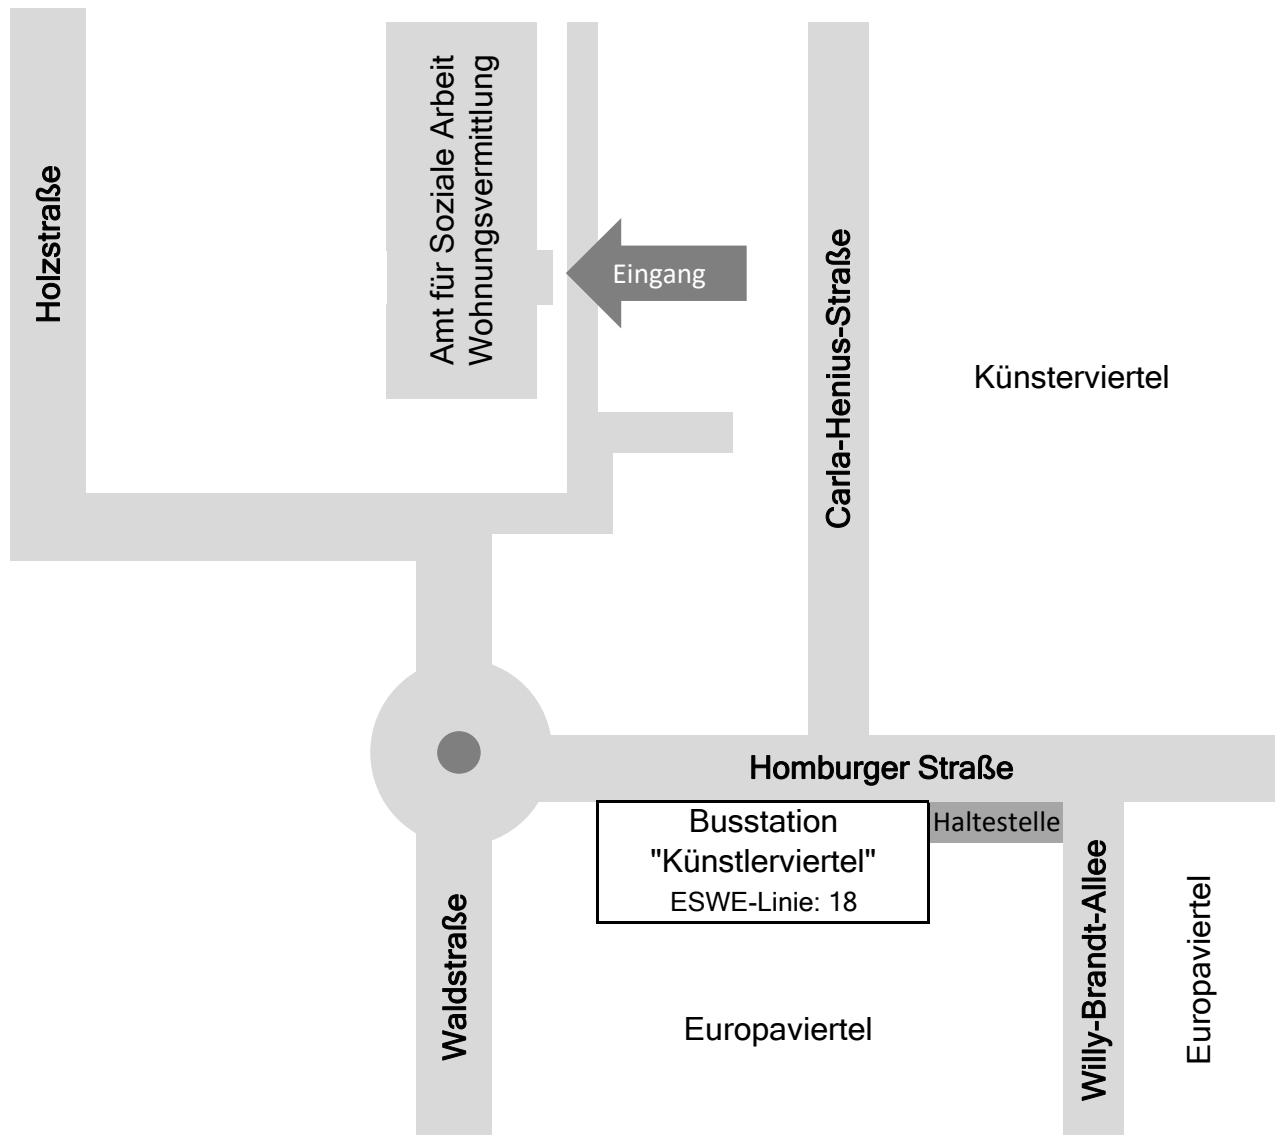 Holzstraße
Amt für Soziale Arbeit
Wohnungsvermittlung
Eingang
Carla-Henius-Straße
Künsterviertel
Homburger Straße
Busstation
"Künstlerviertel"
ESWE-Linie: 18
Haltestelle
Waldstraße
Europaviertel
Willy-Brandt-Allee
Europaviertel